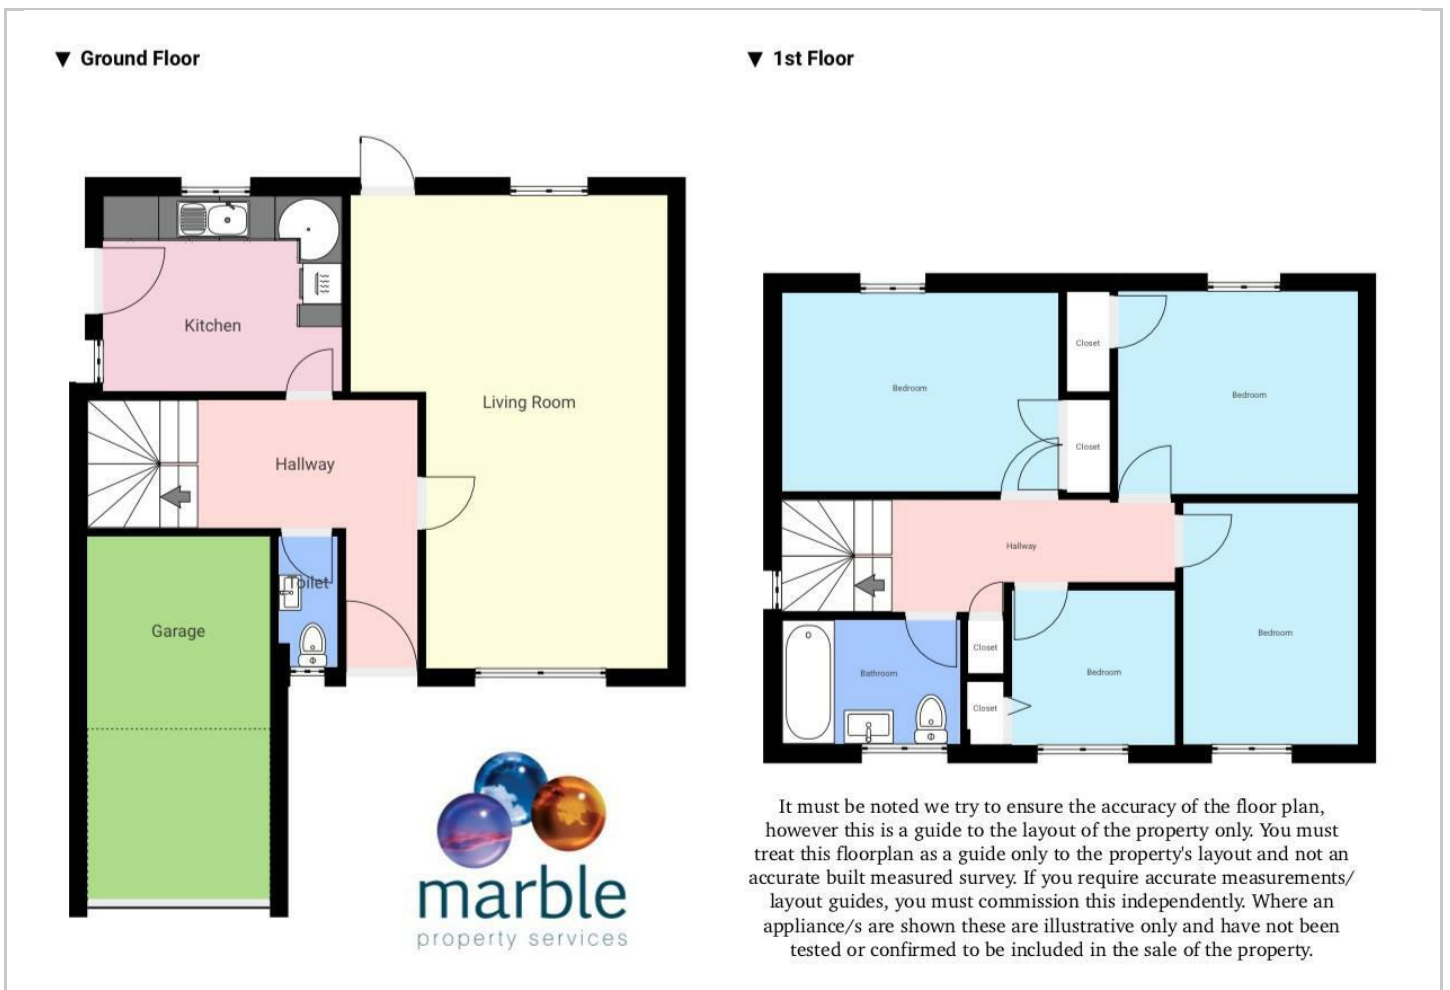 ▼ Ground Floor
Kitchen
Living Room
Hallway
Toilet
Garage
marble
property services
▼ 1st Floor
Bedroom
Closet
Bedroom
Closet
Hallway
Bedroom
Closet
Bathroom
Bedroom
Closet
It must be noted we try to ensure the accuracy of the floor plan,
however this is a guide to the layout of the property only. You must
treat this floorplan as a guide only to the property's layout and not an
accurate built measured survey. If you require accurate measurements/
layout guides, you must commission this independently. Where an
appliance/s are shown these are illustrative only and have not been
tested or confirmed to be included in the sale of the property.